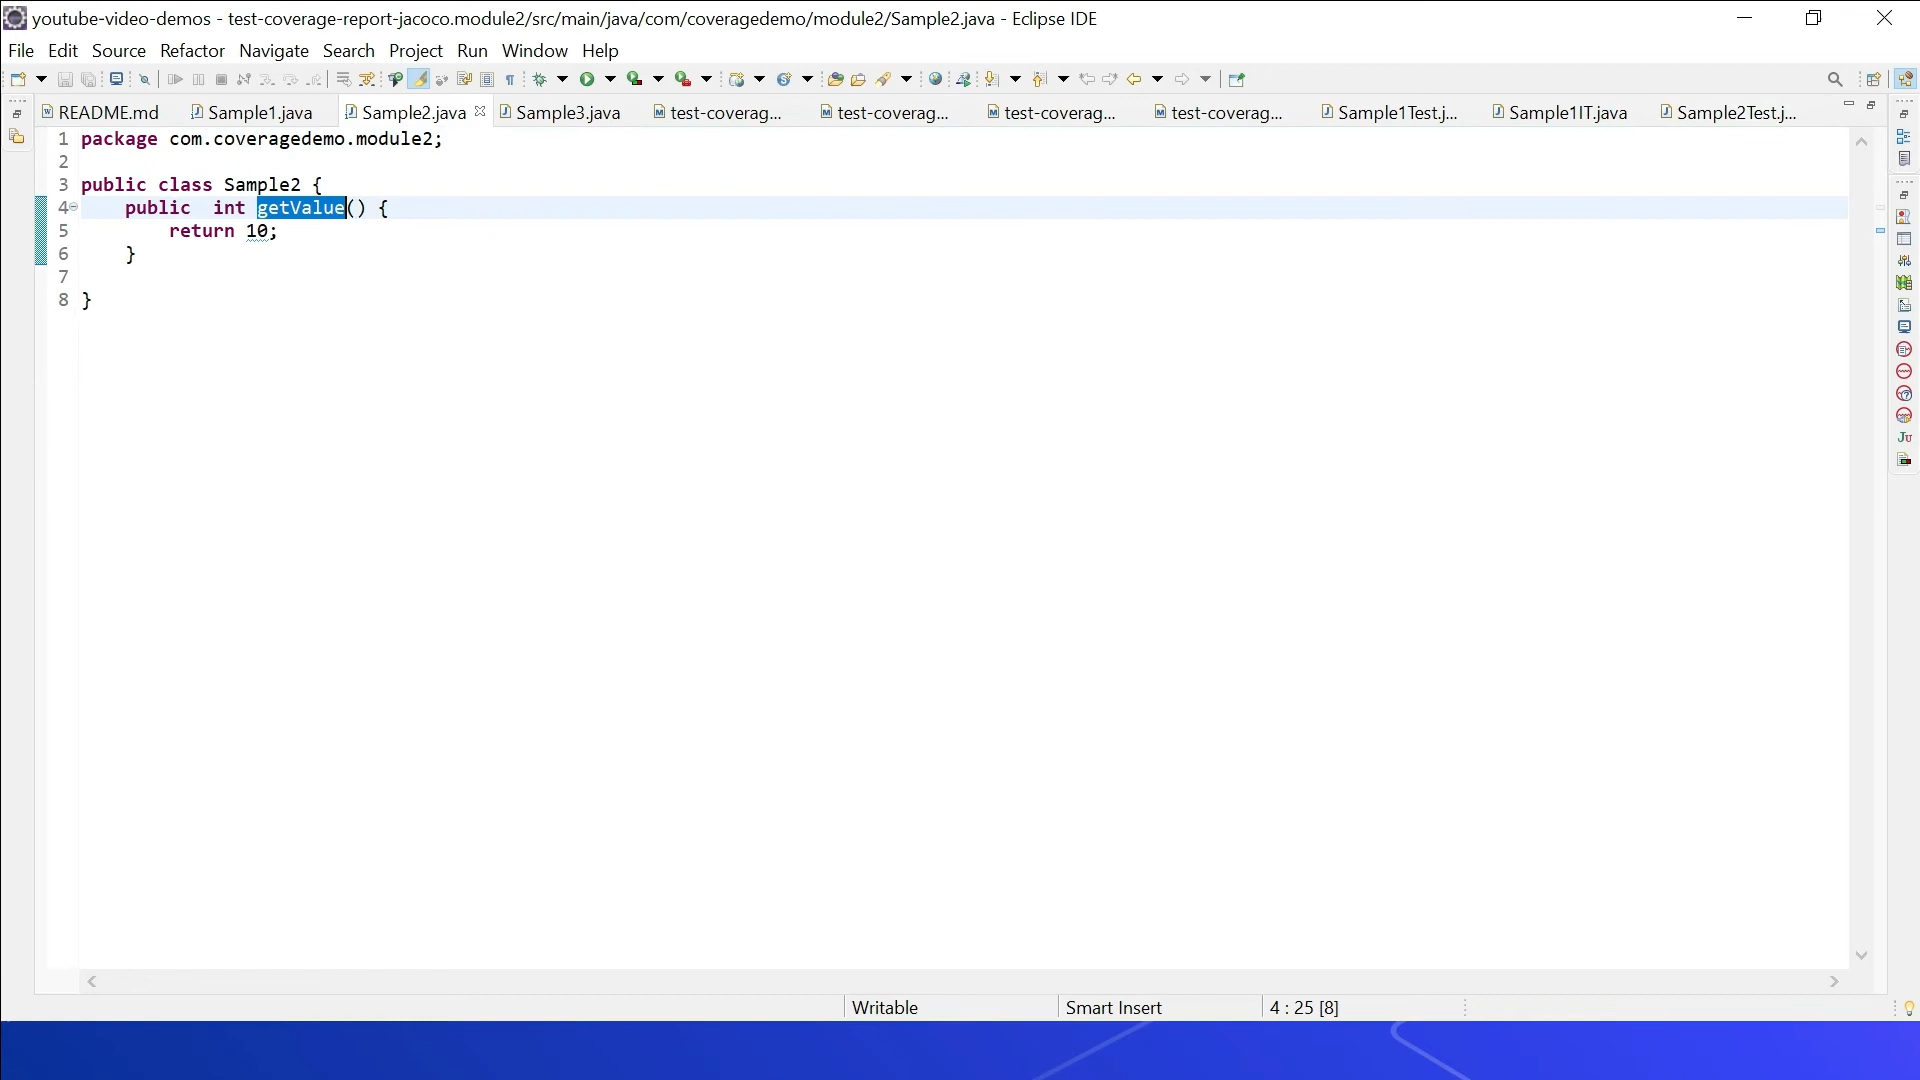 youtube-video-demos - test-coverage-report-jacoco.module2/src/main/java/com/coveragedemo/module2/Sample2.java - Eclipse IDE
File Edit Source Refactor Navigate Search Project Run Window Help
README.md Sample1.java Sample2.java Sample3.java test-coverag... test-coverag... test-coverag... test-coverag... Sample1Test.j... Sample1IT.java Sample2Test.j...
1 package com.coveragedemo.module2;
2
3 public class Sample2 {
4 public  int getValue() {
5 return 10;
6 }
7
8 }
Writable Smart Insert 4 : 25 [8]